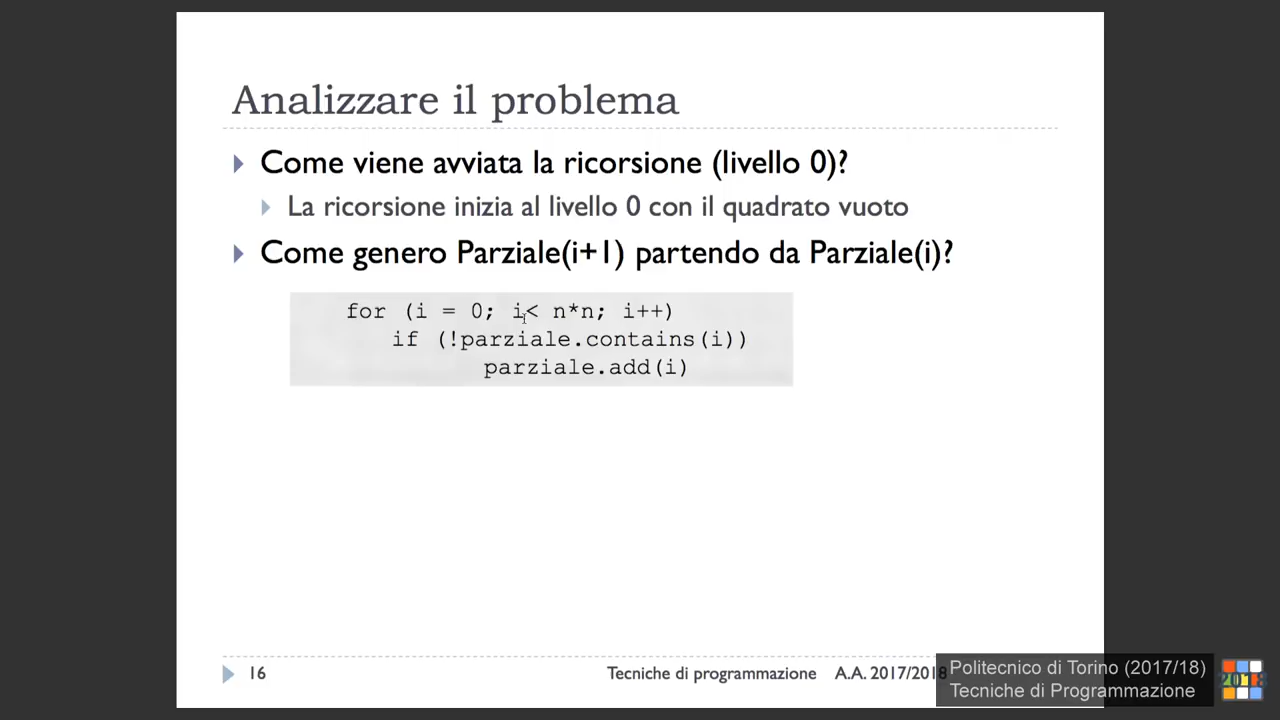 Analizzare il problema
Come viene avviata la ricorsione (livello 0)?
La ricorsione inizia al livello 0 con il quadrato vuoto
Come genero Parziale(i+1) partendo da Parziale(i)?
for (i = 0; i< n*n; i++)
if (!parziale.contains(i))
parziale.add(i)
16
Tecniche di programmazione A.A. 2017/2018
Politecnico di Torino (2017/18)
Tecniche di Programmazione
2018